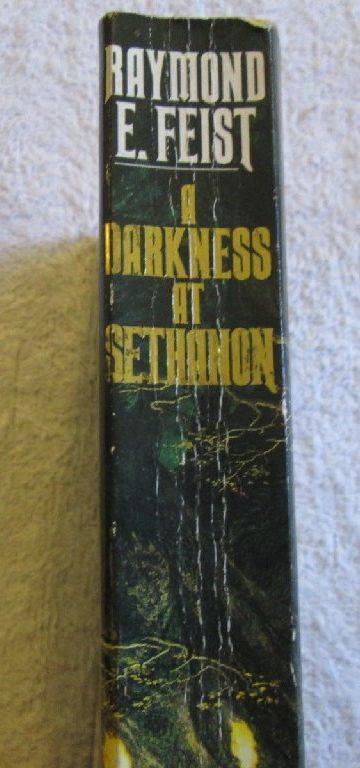 RAYMOND
E. FEIST
A
DARKNESS
AT
SETHANON